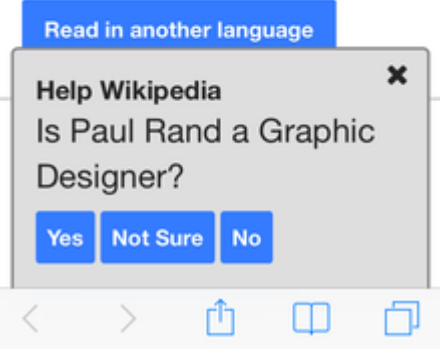 Read in another language
Help Wikipedia
Is Paul Rand a Graphic
Designer?
Yes Not Sure No